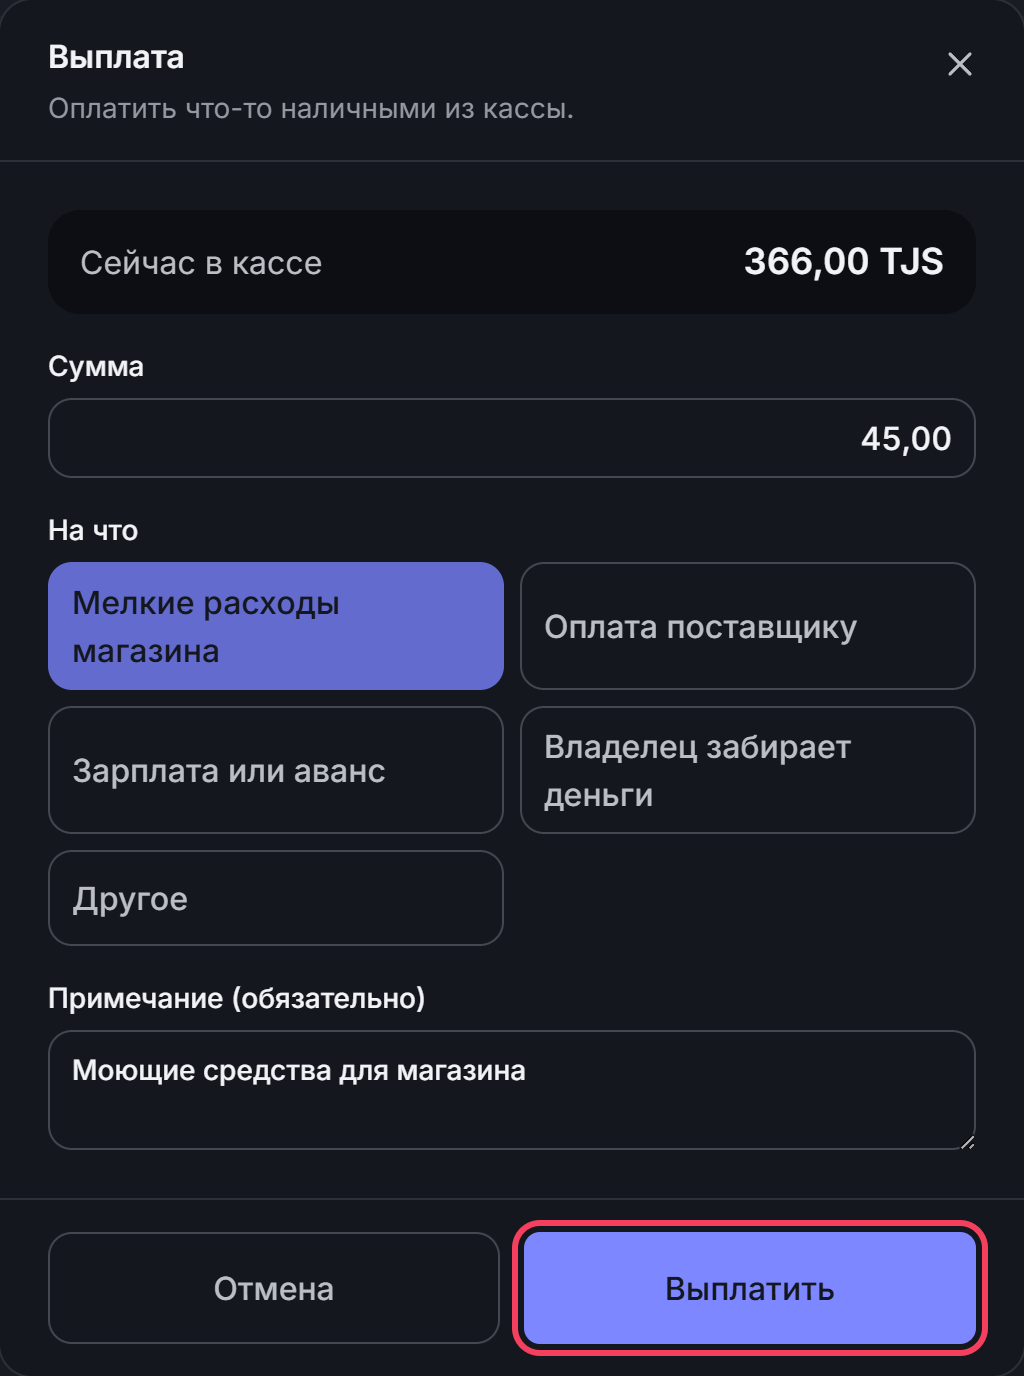 Выплата
Оплатить что-то наличными из кассы.
Сейчас в кассе 366,00 TJS
Сумма
45,00
На что
Мелкие расходы
магазина
Оплата поставщику
Зарплата или аванс
Владелец забирает
деньги
Другое
Примечание (обязательно)
Моющие средства для магазина
Отмена
Выплатить